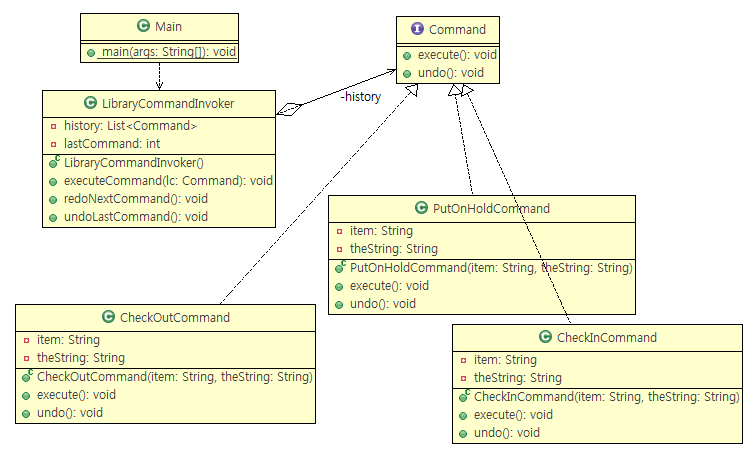 Main
main(args: String[]): void
Command
execute(): void
undo(): void
LibraryCommandInvoker
history: List<Command>
lastCommand: int
LibraryCommandInvoker()
executeCommand(lc: Command): void
redoNextCommand(): void
undoLastCommand(): void
-history
PutOnHoldCommand
item: String
theString: String
PutOnHoldCommand(item: String, theString: String)
execute(): void
undo(): void
CheckOutCommand
item: String
theString: String
CheckOutCommand(item: String, theString: String)
execute(): void
undo(): void
CheckInCommand
item: String
theString: String
CheckInCommand(item: String, theString: String)
execute(): void
undo(): void